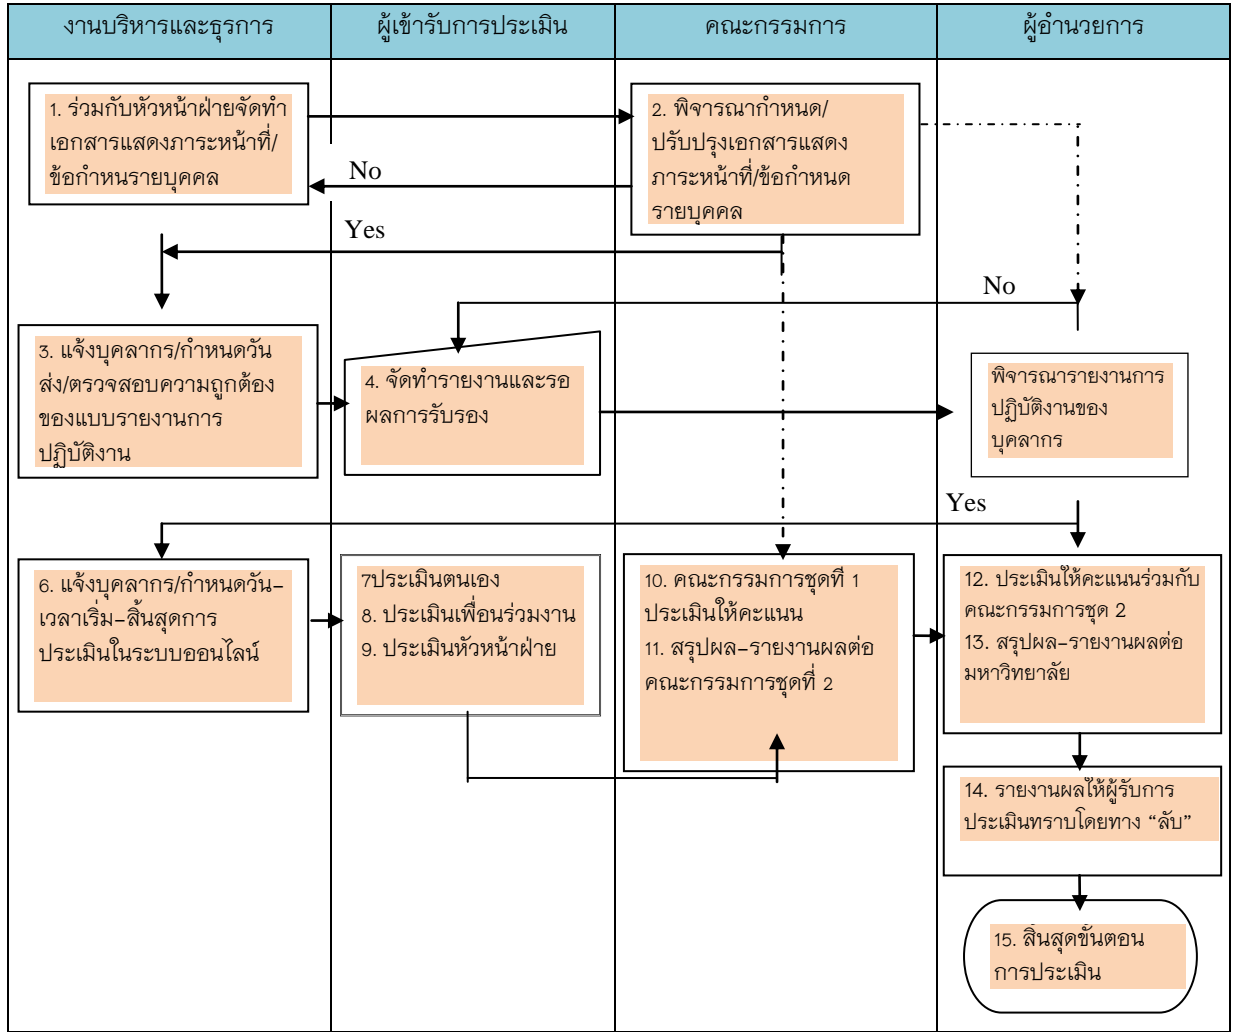 งานบริหารและธุรการ
ผู้เข้ารับการประเมิน
คณะกรรมการ
ผู้อำนวยการ
1. ร่วมกับหัวหน้าฝ่ายจัดทำ
เอกสารแสดงภาระหน้าที่/
ข้อกำหนรายบุคคล
2. พิจารณากำหนด/
ปรับปรุงเอกสารแสดง
ภาระหน้าที่/ข้อกำหนด
รายบุคคล
No
Yes
No
3. แจ้งบุคลากร/กำหนดวัน
ส่ง/ตรวจสอบความถูกต้อง
ของแบบรายงานการ
ปฏิบัติงาน
4. จัดทำรายงานและรอ
ผลการรับรอง
พิจารณารายงานการ
ปฏิบัติงานของ
บุคลากร
Yes
6. แจ้งบุคลากร/กำหนดวัน-
เวลาเริ่ม-สิ้นสุดการ
ประเมินในระบบออนไลน์
7ประเมินตนเอง
8. ประเมินเพื่อนร่วมงาน
9. ประเมินหัวหน้าฝ่าย
10. คณะกรรมการชุดที่ 1
ประเมินให้คะแนน
11. สรุปผล-รายงานผลต่อ
คณะกรรมการชุดที่ 2
12. ประเมินให้คะแนนร่วมกับ
คณะกรรมการชุด 2
13. สรุปผล-รายงานผลต่อ
มหาวิทยาลัย
14. รายงานผลให้ผู้รับการ
ประเมินทราบโดยทาง “ลับ”
15. สิ้นสุดขั้นตอน
การประเมิน